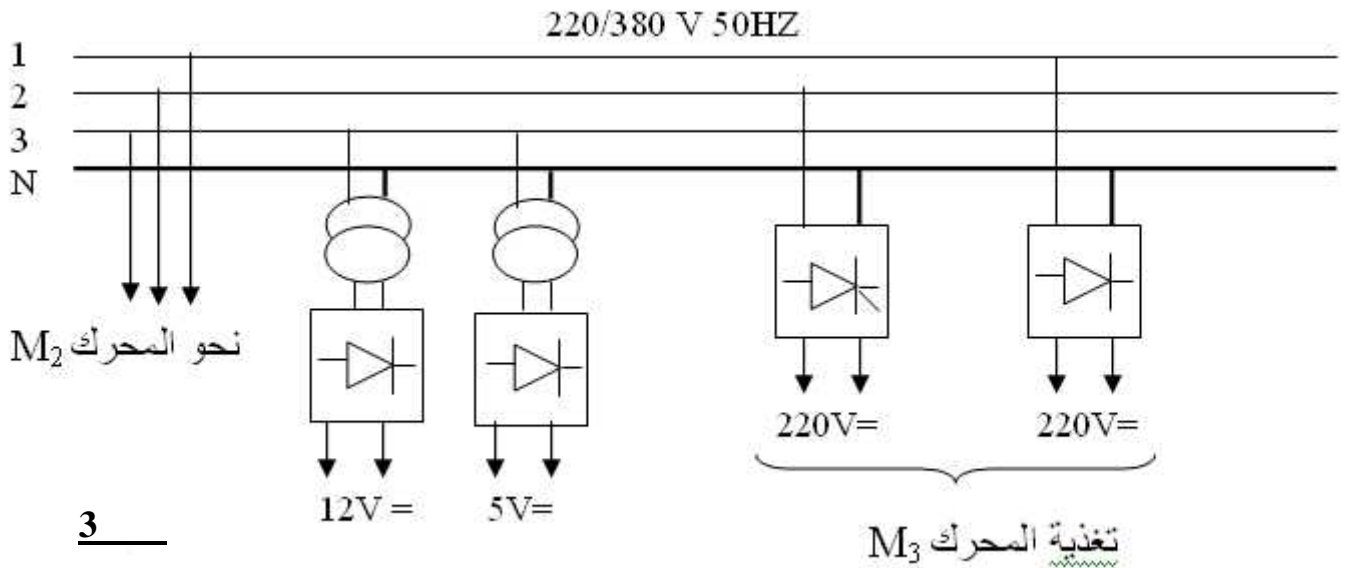 220/380 V 50HZ
1
2
3
N
نحو المحرك M2
220V=
220V=
12V =
5V=
3
تغذية المحرك M3